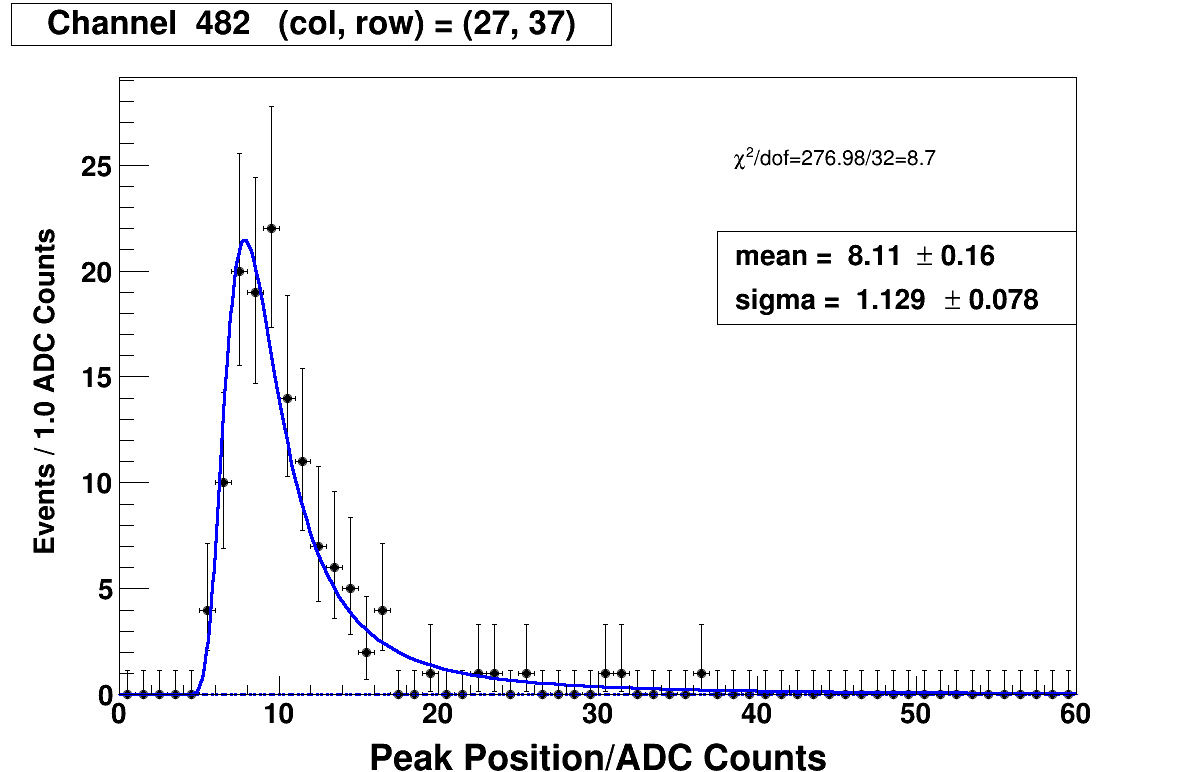 Channel 482 (col, row) = (27, 37)
χ²/dof=276.98/32=8.7
mean = 8.11 ± 0.16
sigma = 1.129 ± 0.078
Events / 1.0 ADC Counts
25
20
15
10
5
0
0 10 20 30 40 50 60
Peak Position/ADC Counts